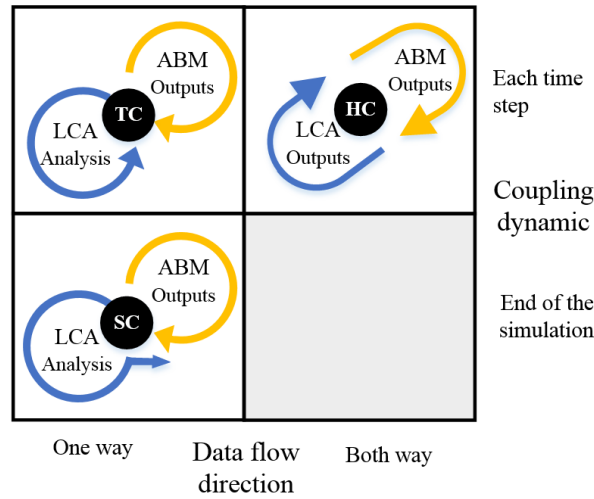 ABM
Outputs
TC
LCA
Analysis
ABM
Outputs
HC
LCA
Outputs
Each time
step
Coupling
dynamic
ABM
Outputs
SC
LCA
Analysis
End of the
simulation
One way
Data flow
direction
Both way